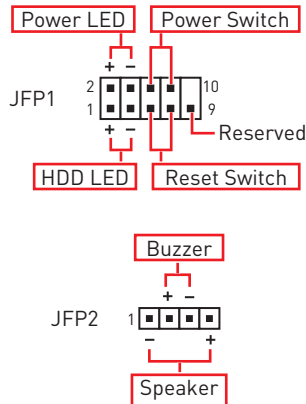 Power LED Power Switch
+ −
2 10
JFP1
1 9
+ − Reserved
HDD LED Reset Switch
Buzzer
+ −
JFP2 1
− +
Speaker